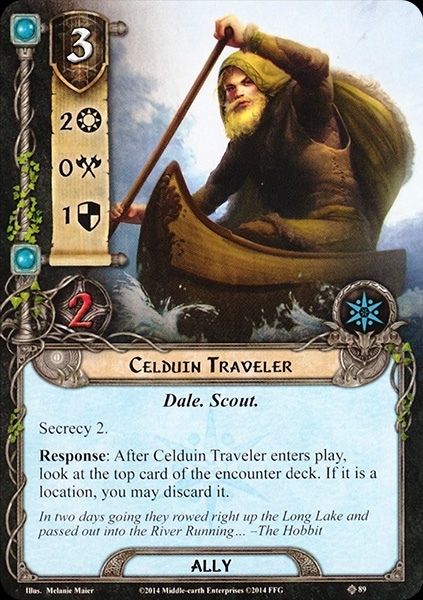 3
2
0
1
2
Celduin Traveler
Dale. Scout.
Secrecy 2.
Response: After Celduin Traveler enters play,
look at the top card of the encounter deck. If it is a
location, you may discard it.
In two days going they rowed right up the Long Lake and
passed out into the River Running... –The Hobbit
ALLY
Illus. Melanie Maier ©2014 Middle-earth Enterprises ©2014 FFG 89